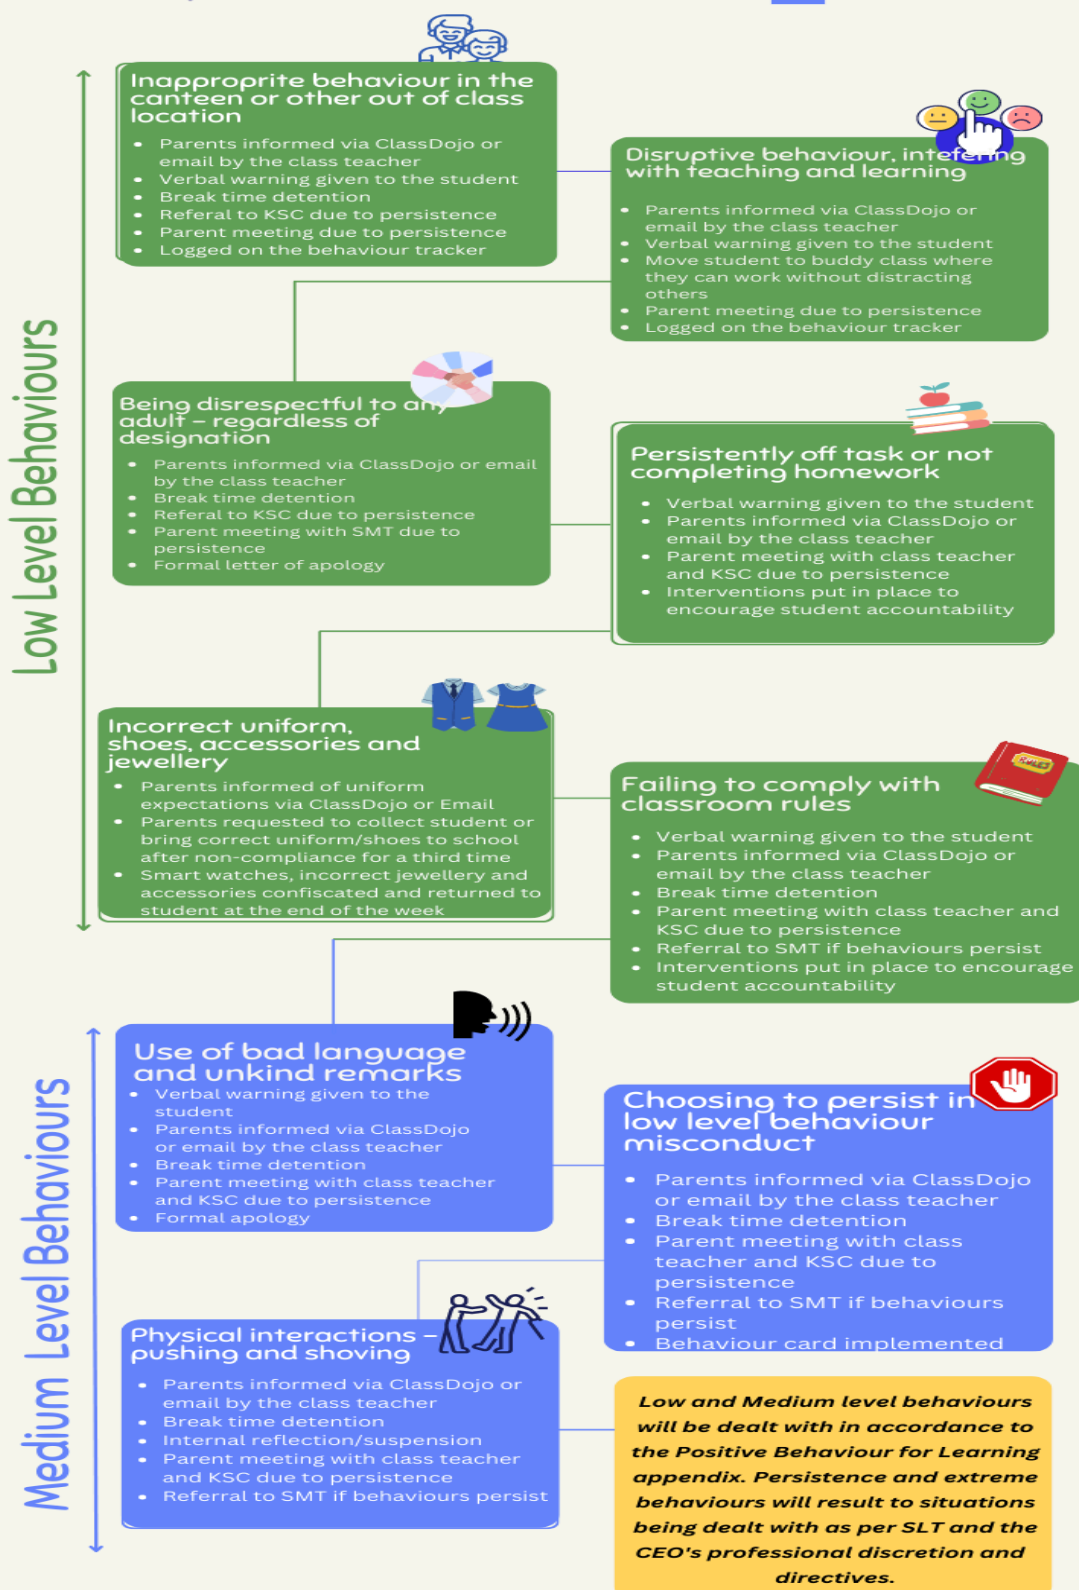 Inapproprite behaviour in the
canteen or other out of class
location
• Parents informed via ClassDojo or
email by the class teacher
• Verbal warning given to the student
• Break time detention
• Referal to KSC due to persistence
• Parent meeting due to persistence
• Logged on the behaviour tracker
Disruptive behaviour, intefering
with teaching and learning
• Parents informed via ClassDojo or
email by the class teacher
• Verbal warning given to the student
• Move student to buddy class where
they can work without distracting
others
• Parent meeting due to persistence
• Logged on the behaviour tracker
Low Level Behaviours
Being disrespectful to any
adult – regardless of
designation
• Parents informed via ClassDojo or email
by the class teacher
• Break time detention
• Referal to KSC due to persistence
• Parent meeting with SMT due to
persistence
• Formal letter of apology
Persistently off task or not
completing homework
• Verbal warning given to the student
• Parents informed via ClassDojo or
email by the class teacher
• Parent meeting with class teacher
and KSC due to persistence
• Interventions put in place to
encourage student accountability
Incorrect uniform,
shoes, accessories and
jewellery
• Parents informed of uniform
expectations via ClassDojo or Email
• Parents requested to collect student or
bring correct uniform/shoes to school
after non-compliance for a third time
• Smart watches, incorrect jewellery and
accessories confiscated and returned to
student at the end of the week
RULES
Failing to comply with
classroom rules
• Verbal warning given to the student
• Parents informed via ClassDojo or
email by the class teacher
• Break time detention
• Parent meeting with class teacher and
KSC due to persistence
• Referral to SMT if behaviours persist
• Interventions put in place to encourage
student accountability
Medium Level Behaviours
Use of bad language
and unkind remarks
• Verbal warning given to the
student
• Parents informed via ClassDojo
or email by the class teacher
• Break time detention
• Parent meeting with class teacher
and KSC due to persistence
• Formal apology
Choosing to persist in
low level behaviour
misconduct
• Parents informed via ClassDojo
or email by the class teacher
• Break time detention
• Parent meeting with class
teacher and KSC due to
persistence
• Referral to SMT if behaviours
persist
• Behaviour card implemented
Physical interactions –
pushing and shoving
• Parents informed via ClassDojo or
email by the class teacher
• Break time detention
• Internal reflection/suspension
• Parent meeting with class teacher
and KSC due to persistence
• Referral to SMT if behaviours persist
Low and Medium level behaviours
will be dealt with in accordance to
the Positive Behaviour for Learning
appendix. Persistence and extreme
behaviours will result to situations
being dealt with as per SLT and the
CEO's professional discretion and
directives.